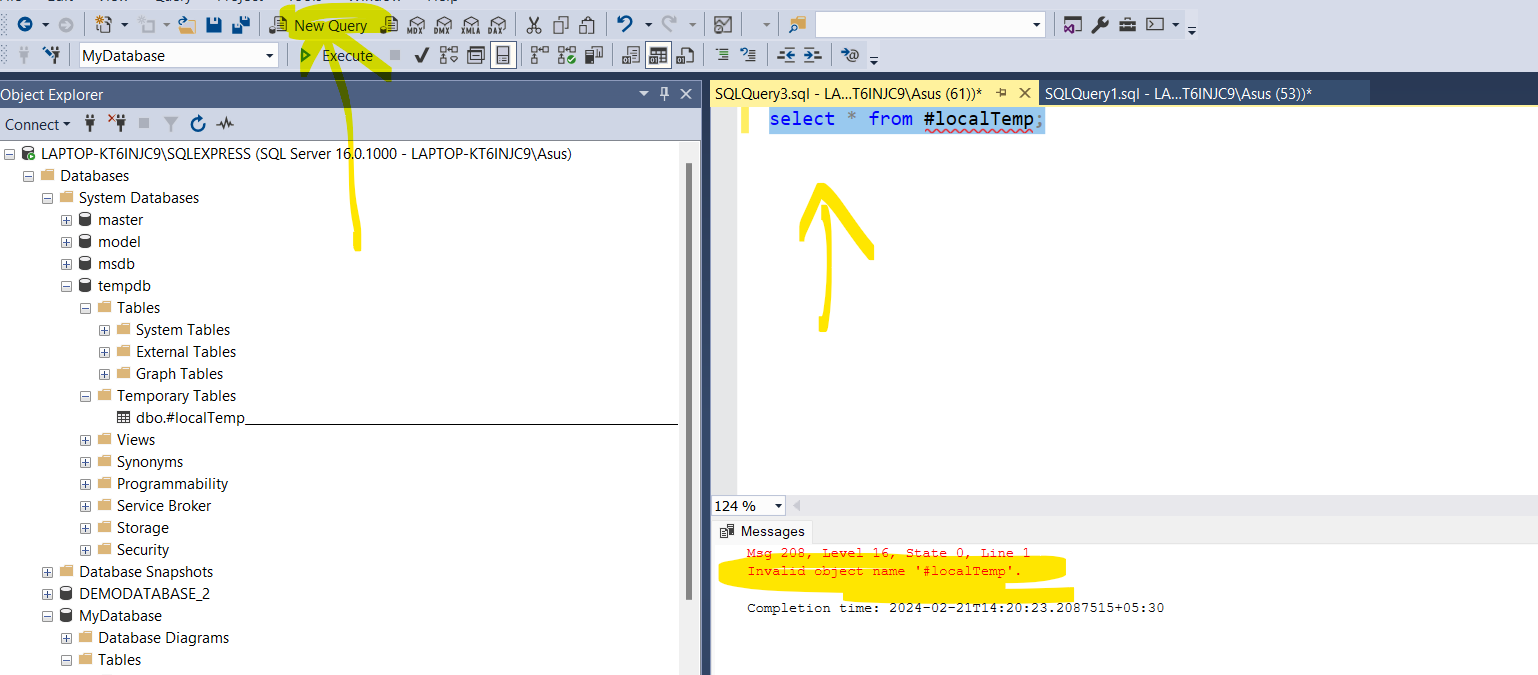 New Query
MDX
DMX
XMLA
DAX
MyDatabase
Execute
Object Explorer
SQLQuery3.sql - LA...T6INJC9\Asus (61))*
SQLQuery1.sql - LA...T6INJC9\Asus (53))*
Connect
select * from #localTemp;
LAPTOP-KT6INJC9\SQLEXPRESS (SQL Server 16.0.1000 - LAPTOP-KT6INJC9\Asus)
Databases
System Databases
master
model
msdb
tempdb
Tables
System Tables
External Tables
Graph Tables
Temporary Tables
dbo.#localTemp
Views
Synonyms
Programmability
Service Broker
Storage
Security
Database Snapshots
DEMODATABASE_2
MyDatabase
Database Diagrams
Tables
124 %
Messages
Msg 208, Level 16, State 0, Line 1
Invalid object name '#localTemp'.
Completion time: 2024-02-21T14:20:23.2087515+05:30